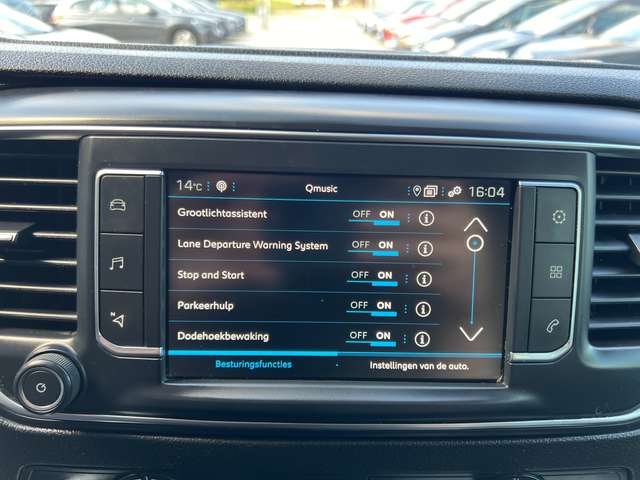 14°C Qmusic 16:04
Grootlichtassistent OFF ON
Lane Departure Warning System OFF ON
Stop and Start OFF ON
Parkeerhulp OFF ON
Dodehoekbewaking OFF ON
Besturingsfuncties Instellingen van de auto.
N